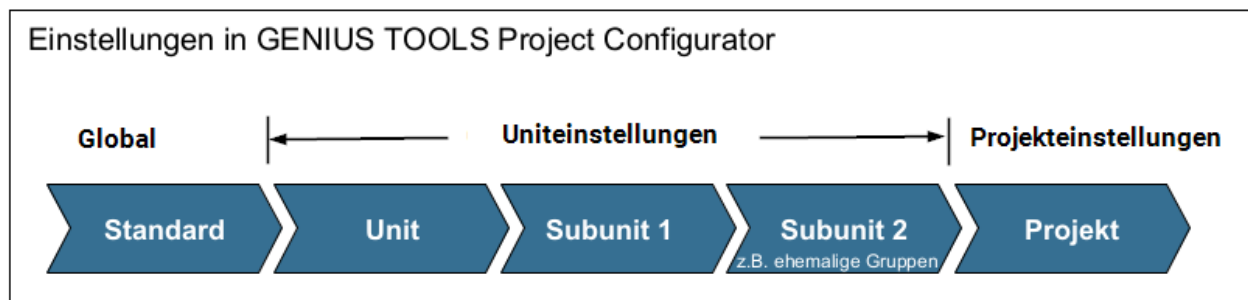 Einstellungen in GENIUS TOOLS Project Configurator
Global
Uniteinstellungen
Projekteinstellungen
Standard
Unit
Subunit 1
Subunit 2
z.B. ehemalige Gruppen
Projekt